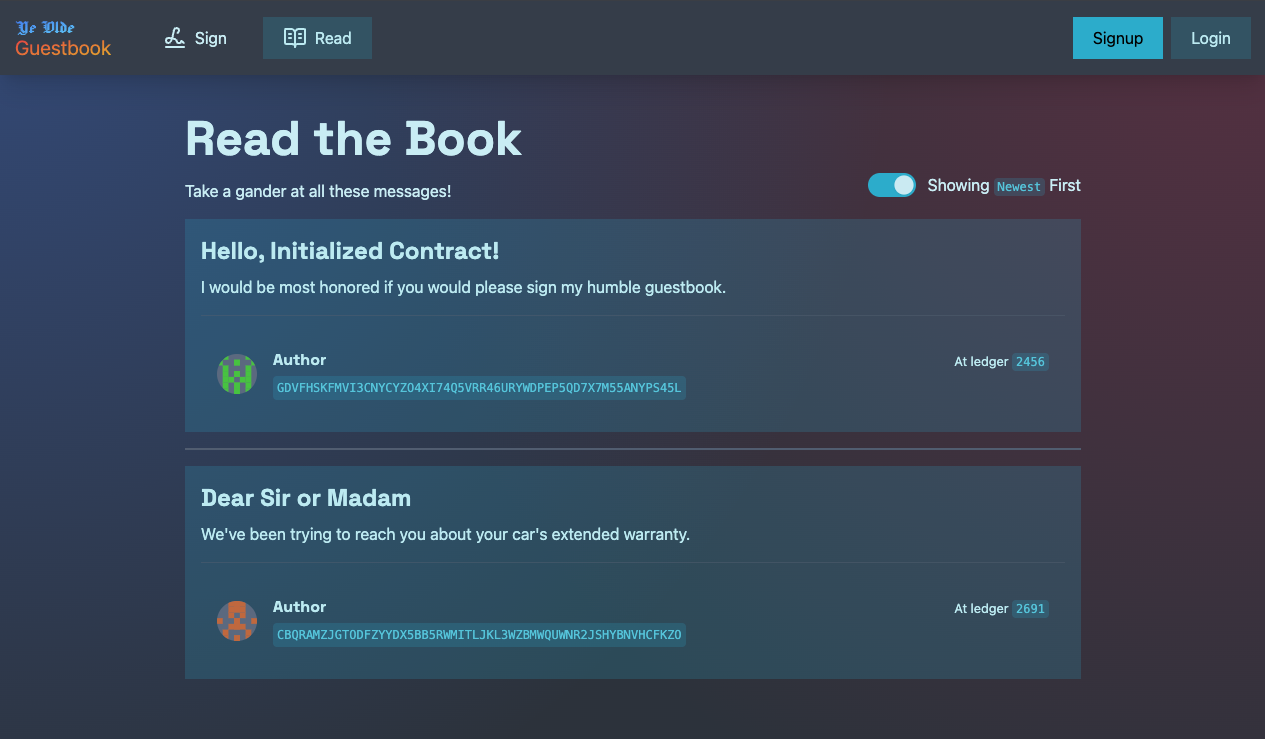 Ye Olde
Guestbook
Sign
Read
Signup
Login
Read the Book
Take a gander at all these messages!
Showing Newest First
Hello, Initialized Contract!
I would be most honored if you would please sign my humble guestbook.
Author
At ledger 2456
GDVFHSKFMVI3CNYCYZO4XI74Q5VRR46URYWDPEP5QD7X7M55ANYPS45L
Dear Sir or Madam
We've been trying to reach you about your car's extended warranty.
Author
At ledger 2691
CBQRAMZJGTODFZYYDX5BB5RWMITLJKL3WZBMWQUWNR2JSHYBNVHCFKZO